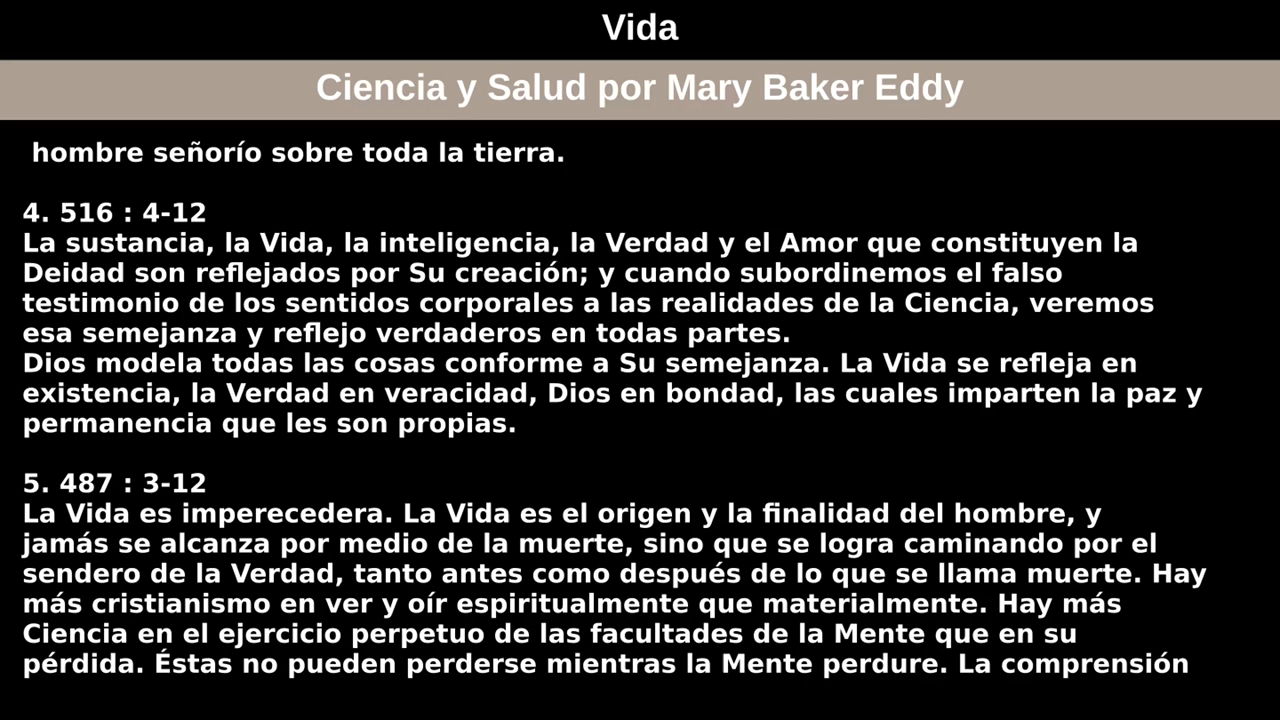 Vida
Ciencia y Salud por Mary Baker Eddy
hombre señorío sobre toda la tierra.
4. 516 : 4-12
La sustancia, la Vida, la inteligencia, la Verdad y el Amor que constituyen la
Deidad son reflejados por Su creación; y cuando subordinemos el falso
testimonio de los sentidos corporales a las realidades de la Ciencia, veremos
esa semejanza y reflejo verdaderos en todas partes.
Dios modela todas las cosas conforme a Su semejanza. La Vida se refleja en
existencia, la Verdad en veracidad, Dios en bondad, las cuales imparten la paz y
permanencia que les son propias.
5. 487 : 3-12
La Vida es imperecedera. La Vida es el origen y la finalidad del hombre, y
jamás se alcanza por medio de la muerte, sino que se logra caminando por el
sendero de la Verdad, tanto antes como después de lo que se llama muerte. Hay
más cristianismo en ver y oír espiritualmente que materialmente. Hay más
Ciencia en el ejercicio perpetuo de las facultades de la Mente que en su
pérdida. Éstas no pueden perderse mientras la Mente perdure. La comprensión